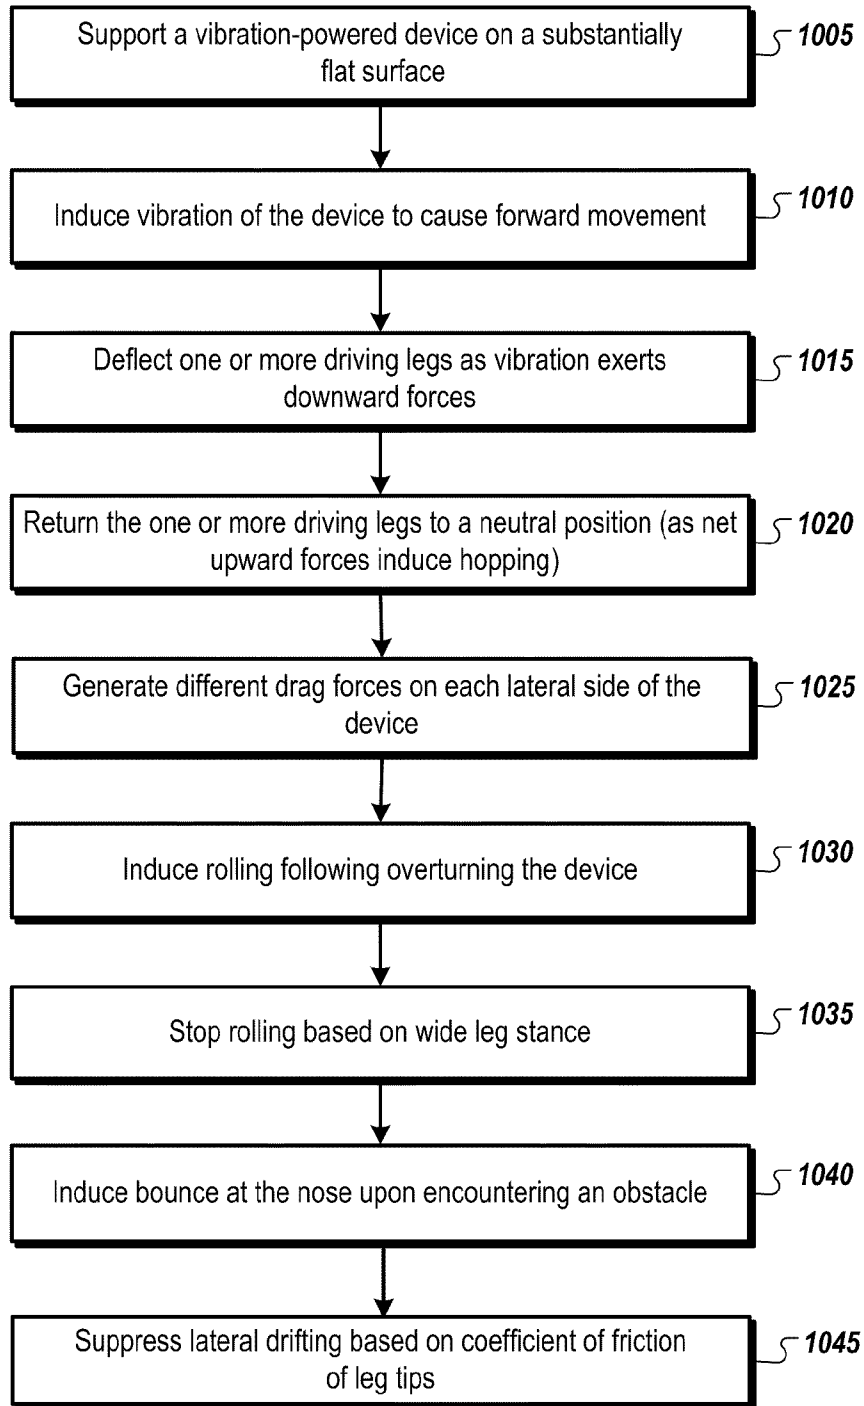 Support a vibration-powered device on a substantially
flat surface
1005
Induce vibration of the device to cause forward movement
1010
Deflect one or more driving legs as vibration exerts
downward forces
1015
Return the one or more driving legs to a neutral position (as net
upward forces induce hopping)
1020
Generate different drag forces on each lateral side of the
device
1025
Induce rolling following overturning the device
1030
Stop rolling based on wide leg stance
1035
Induce bounce at the nose upon encountering an obstacle
1040
Suppress lateral drifting based on coefficient of friction
of leg tips
1045